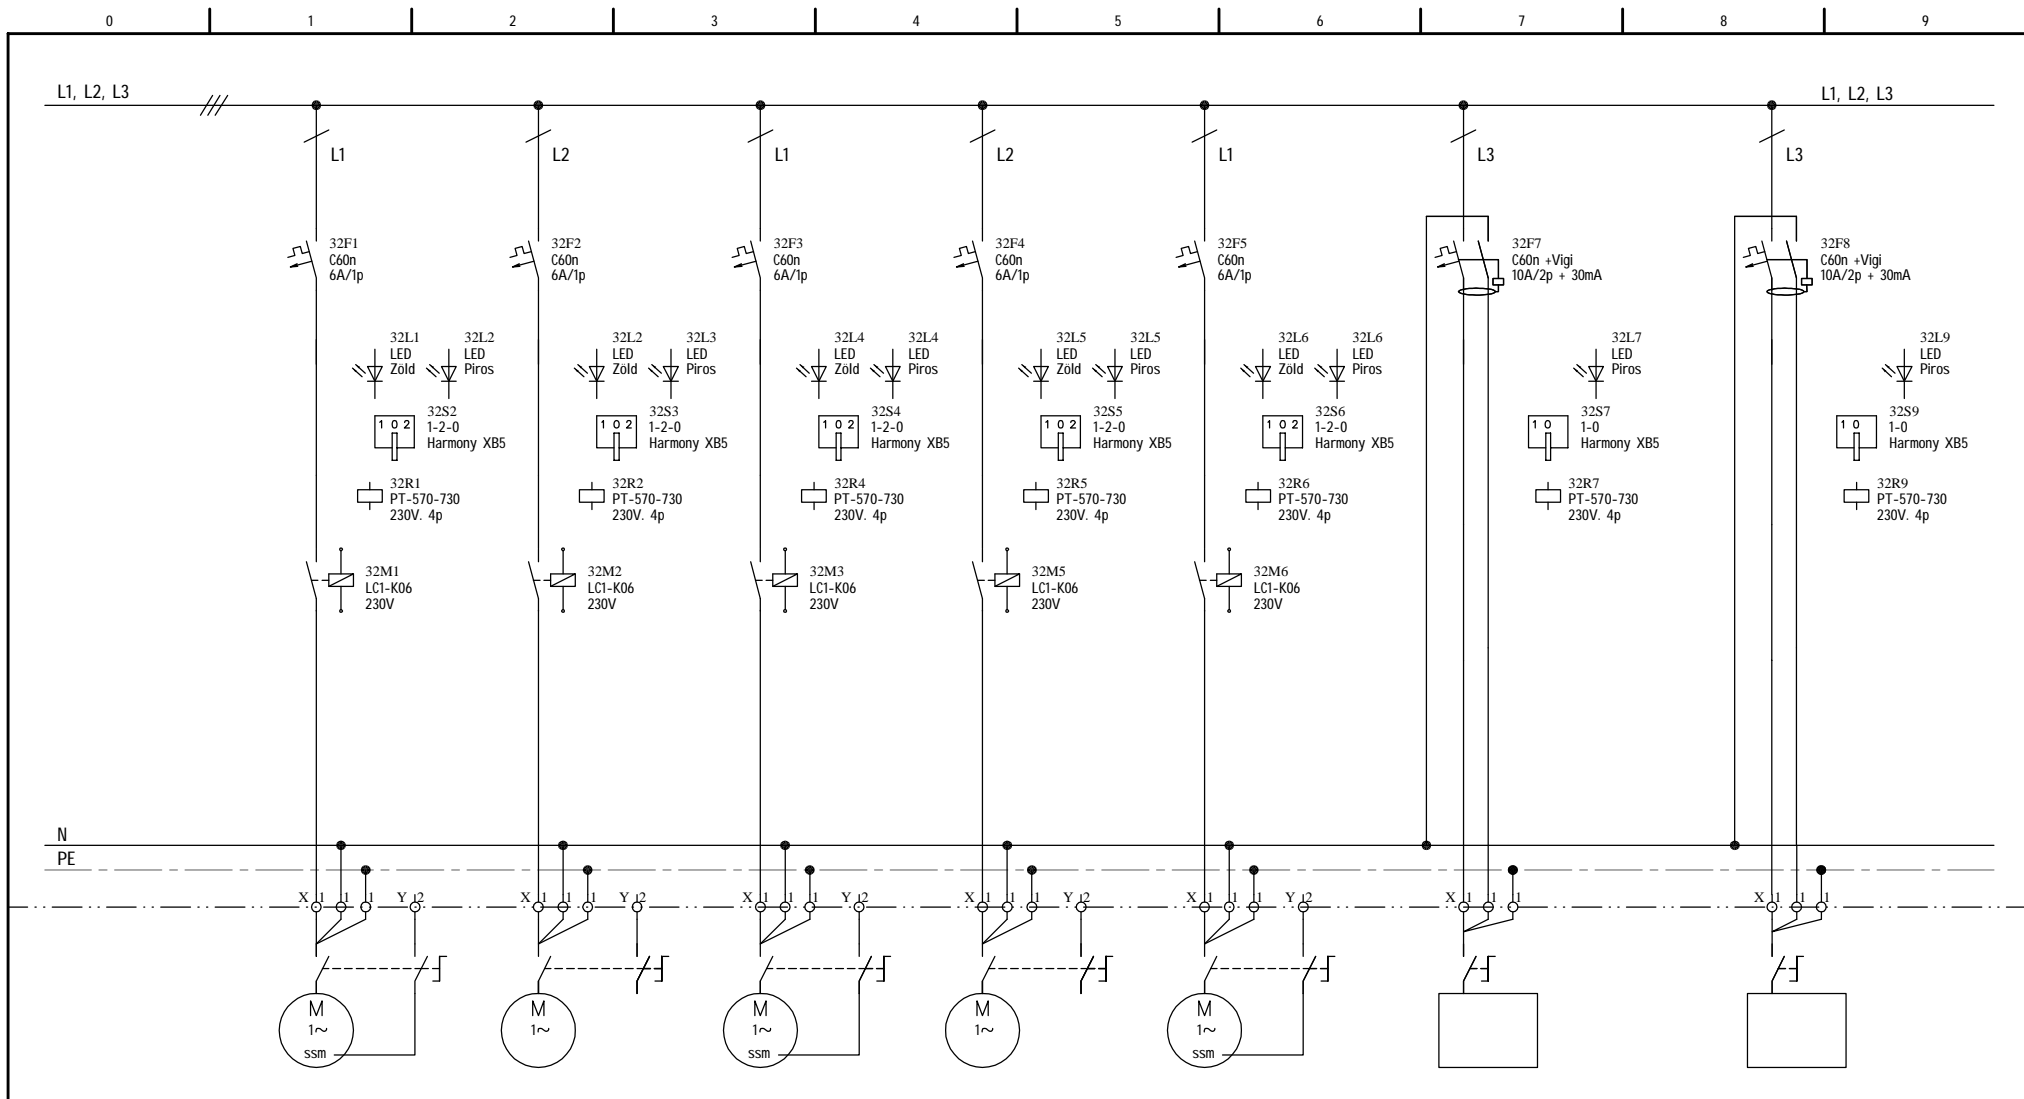 0 1 2 3 4 5 6 7 8 9
L1, L2, L3 L1, L2, L3
L1 L2 L1 L2 L1 L3 L3
32F1 32F2 32F3 32F4 32F5 32F7 32F8
C60n C60n C60n C60n C60n C60n +Vigi C60n +Vigi
6A/1p 6A/1p 6A/1p 6A/1p 6A/1p 10A/2p + 30mA 10A/2p + 30mA
32L1 32L2 32L2 32L3 32L4 32L4 32L5 32L5 32L6 32L6 32L7 32L9
LED LED LED LED LED LED LED LED LED LED LED LED
Zöld Piros Zöld Piros Zöld Piros Zöld Piros Zöld Piros Piros Piros
32S2 32S3 32S4 32S5 32S6 32S7 32S9
1 0 2 1-2-0 1 0 2 1-2-0 1 0 2 1-2-0 1 0 2 1-2-0 1 0 2 1-2-0 1 0 1-0 1 0 1-0
Harmony XB5 Harmony XB5 Harmony XB5 Harmony XB5 Harmony XB5 Harmony XB5 Harmony XB5
32R1 32R2 32R4 32R5 32R6 32R7 32R9
PT-570-730 PT-570-730 PT-570-730 PT-570-730 PT-570-730 PT-570-730 PT-570-730
230V. 4p 230V. 4p 230V. 4p 230V. 4p 230V. 4p 230V. 4p 230V. 4p
32M1 32M2 32M3 32M5 32M6
LC1-K06 LC1-K06 LC1-K06 LC1-K06 LC1-K06
230V 230V 230V 230V 230V
N
PE
X 1 1 1 Y 2 X 1 1 1 Y 2 X 1 1 1 Y 2 X 1 1 1 Y 2 X 1 1 1 Y 2 X 1 1 1 X 1 1 1
M M M M M
1~ 1~ 1~ 1~ 1~
ssm ssm ssm